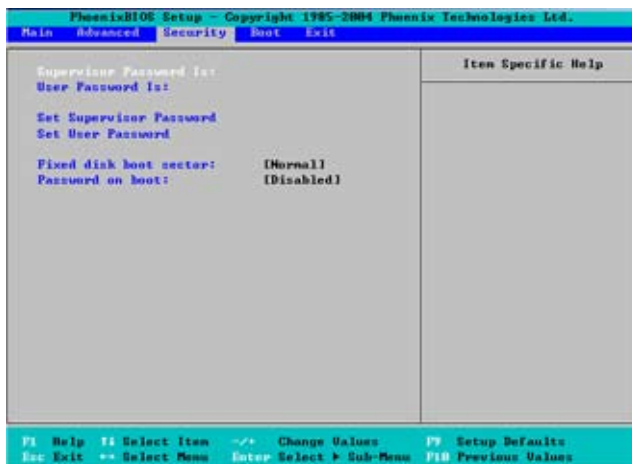 PhoenixBIOS Setup - Copyright 1985-2004 Phoenix Technologies Ltd.
Main Advanced Security Boot Exit
Item Specific Help
Supervisor Password Is:
User Password Is:
Set Supervisor Password
Set User Password
Fixed disk boot sector: [Normal]
Password on boot: [Disabled]
F1 Help ↑↓ Select Item -/+ Change Values F9 Setup Defaults
Esc Exit ↔ Select Menu Enter Select ▶ Sub-Menu F10 Previous Values